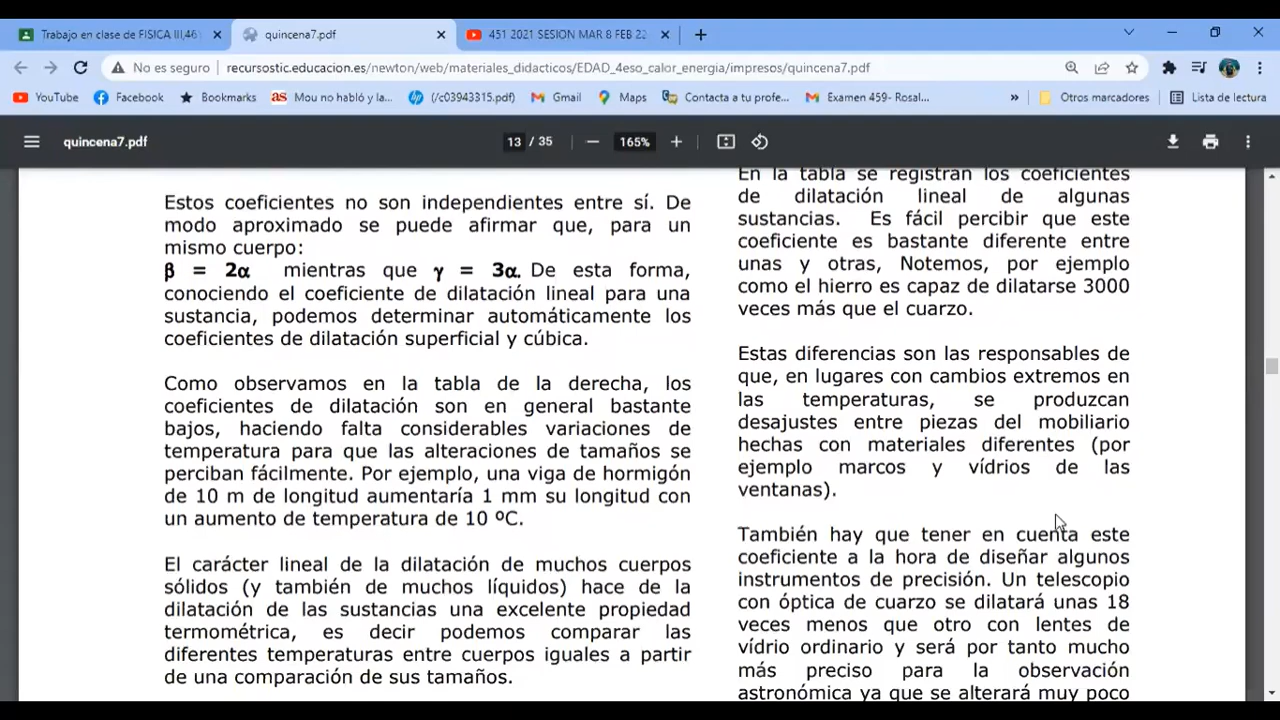 Trabajo en clase de FISICA III,46
quincena7.pdf
451 2021 SESION MAR 8 FEB 22
No es seguro
recursostic.educacion.es/newton/web/materiales_didacticos/EDAD_4eso_calor_energia/impresos/quincena7.pdf
YouTube
Facebook
Bookmarks
as Mou no habló y la...
(/c03943315.pdf)
Gmail
Maps
Contacta a tu profe...
Examen 459- Rosal...
»
Otros marcadores
Lista de lectura
quincena7.pdf
13 / 35
165%
Estos coeficientes no son independientes entre sí. De
modo aproximado se puede afirmar que, para un
mismo cuerpo:
β = 2α mientras que γ = 3α. De esta forma,
conociendo el coeficiente de dilatación lineal para una
sustancia, podemos determinar automáticamente los
coeficientes de dilatación superficial y cúbica.
Como observamos en la tabla de la derecha, los
coeficientes de dilatación son en general bastante
bajos, haciendo falta considerables variaciones de
temperatura para que las alteraciones de tamaños se
perciban fácilmente. Por ejemplo, una viga de hormigón
de 10 m de longitud aumentaría 1 mm su longitud con
un aumento de temperatura de 10 ºC.
El carácter lineal de la dilatación de muchos cuerpos
sólidos (y también de muchos líquidos) hace de la
dilatación de las sustancias una excelente propiedad
termométrica, es decir podemos comparar las
diferentes temperaturas entre cuerpos iguales a partir
de una comparación de sus tamaños.
En la tabla se registran los coeficientes
de dilatación lineal de algunas
sustancias. Es fácil percibir que este
coeficiente es bastante diferente entre
unas y otras, Notemos, por ejemplo
como el hierro es capaz de dilatarse 3000
veces más que el cuarzo.
Estas diferencias son las responsables de
que, en lugares con cambios extremos en
las temperaturas, se produzcan
desajustes entre piezas del mobiliario
hechas con materiales diferentes (por
ejemplo marcos y vídrios de las
ventanas).
También hay que tener en cuenta este
coeficiente a la hora de diseñar algunos
instrumentos de precisión. Un telescopio
con óptica de cuarzo se dilatará unas 18
veces menos que otro con lentes de
vídrio ordinario y será por tanto mucho
más preciso para la observación
astronómica ya que se alterará muy poco